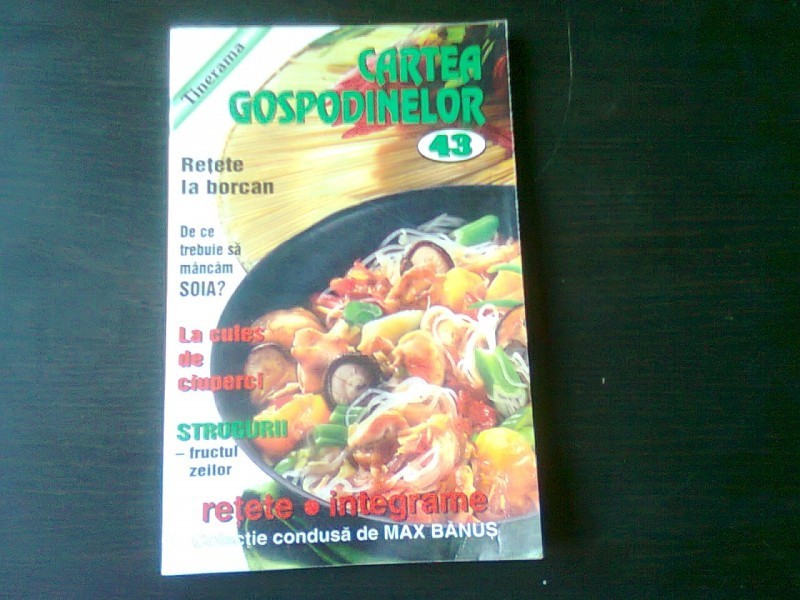 Tinerama
CARTEA
GOSPODINELOR
43
Rețete
la borcan
De ce
trebuie să
mâncăm
SOIA?
La cules
de
ciuperci
STRUGURII
– fructul
zeilor
rețete • integrame
Colecție condusă de MAX BĂNUȘ